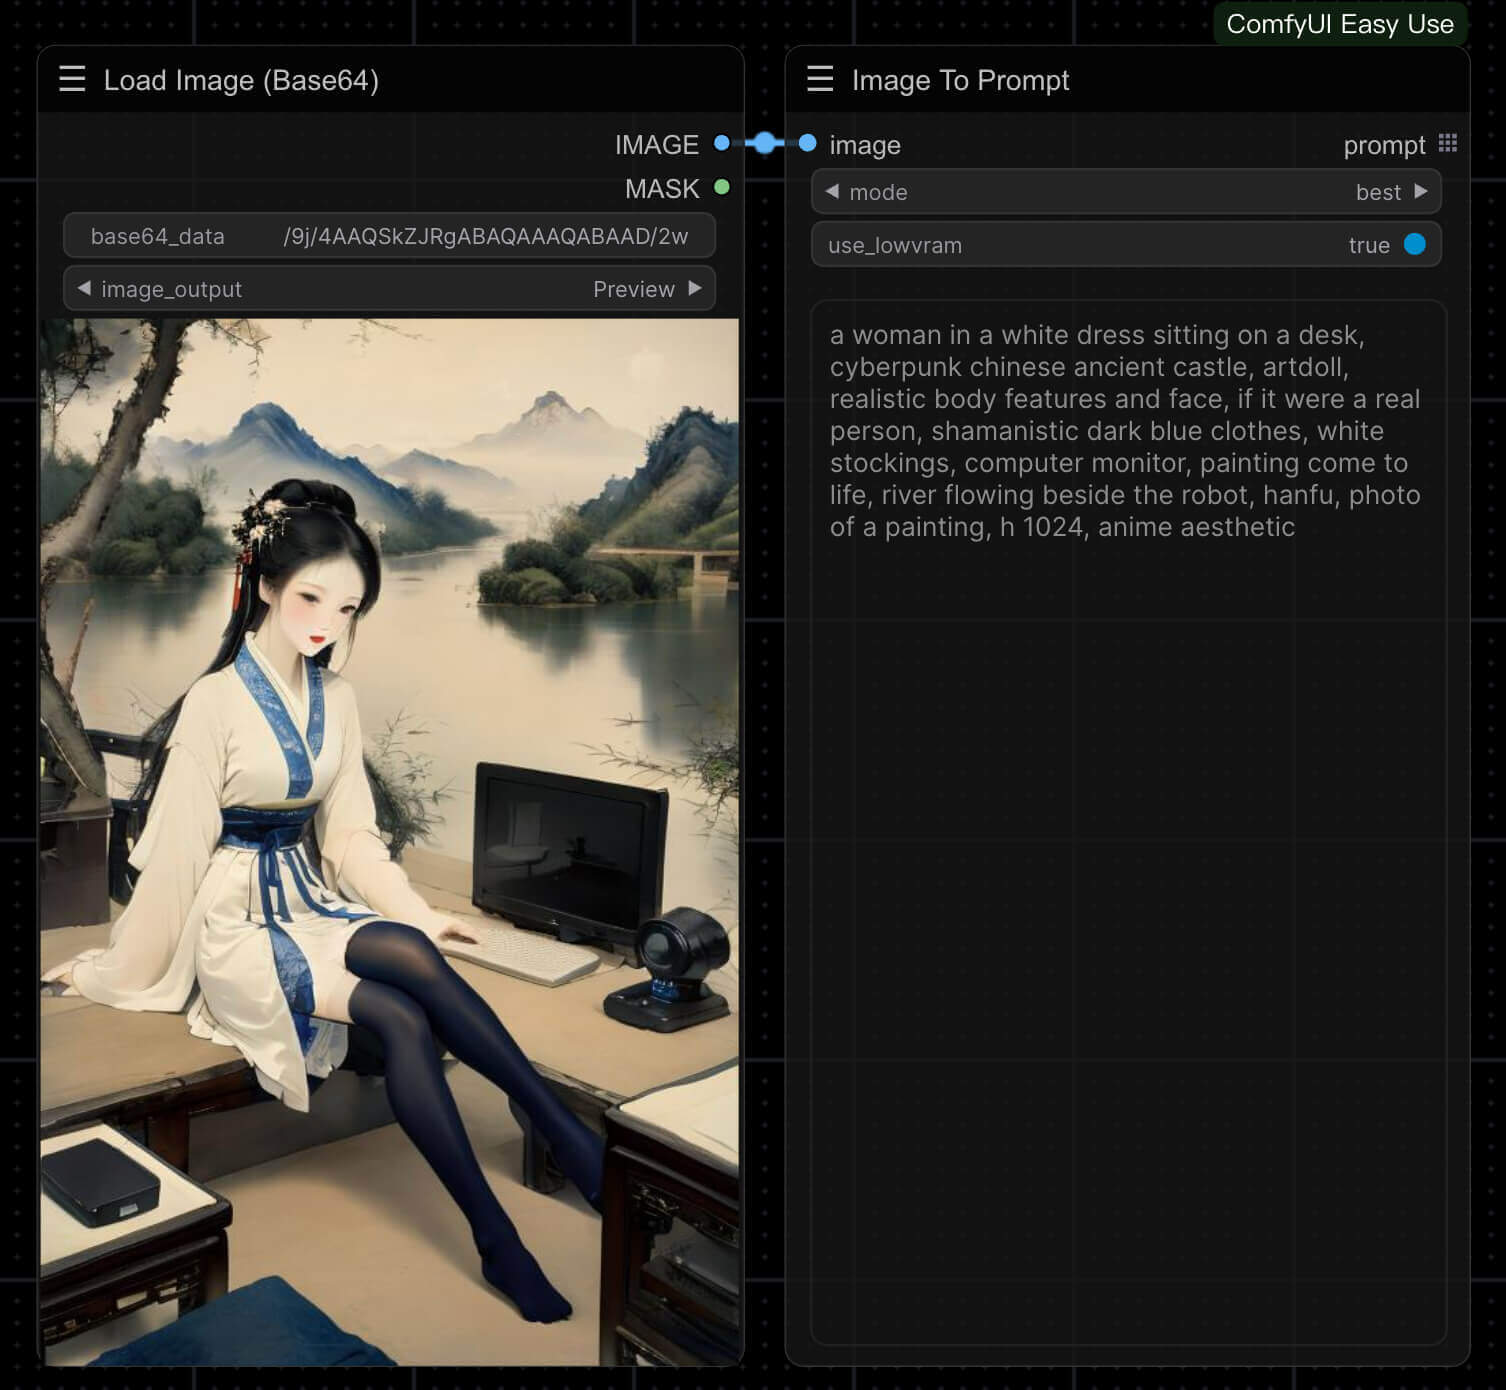 ComfyUI Easy Use
Load Image (Base64)
IMAGE
MASK
base64_data /9j/4AAQSkZJRgABAQAAAQABAAD/2w
image_output Preview
Image To Prompt
image prompt
mode best
use_lowvram true
a woman in a white dress sitting on a desk,
cyberpunk chinese ancient castle, artdoll,
realistic body features and face, if it were a real
person, shamanistic dark blue clothes, white
stockings, computer monitor, painting come to
life, river flowing beside the robot, hanfu, photo
of a painting, h 1024, anime aesthetic